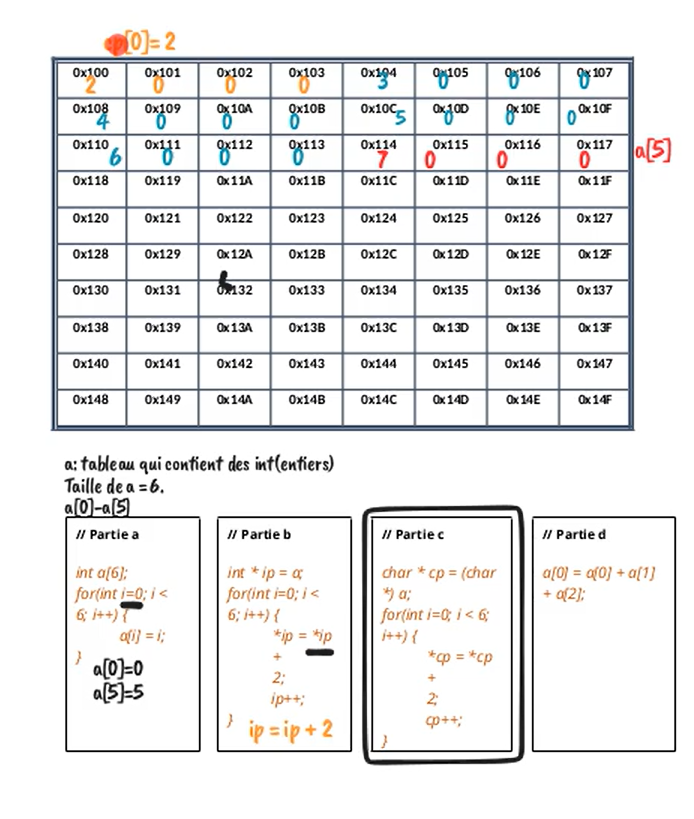 :p[0]= 2
0x100 0x101 0x102 0x103 0x104 0x105 0x106 0x107
2 0 0 0 3 0 0 0
0x108 0x109 0x10A 0x10B 0x10C 0x10D 0x10E 0x10F
4 0 0 0 5 0 0 0
0x110 0x111 0x112 0x113 0x114 0x115 0x116 0x117
6 0 0 0 7 0 0 0 a[5]
0x118 0x119 0x11A 0x11B 0x11C 0x11D 0x11E 0x11F
0x120 0x121 0x122 0x123 0x124 0x125 0x126 0x127
0x128 0x129 0x12A 0x12B 0x12C 0x12D 0x12E 0x12F
0x130 0x131 0x132 0x133 0x134 0x135 0x136 0x137
0x138 0x139 0x13A 0x13B 0x13C 0x13D 0x13E 0x13F
0x140 0x141 0x142 0x143 0x144 0x145 0x146 0x147
0x148 0x149 0x14A 0x14B 0x14C 0x14D 0x14E 0x14F
a: tableau qui contient des int(entiers)
Taille de a = 6.
a[0]-a[5]
// Partie a
int a[6];
for(int i=0; i <
6; i++) {
a[i] = i;
}
a[0]=0
a[5]=5
// Partie b
int * ip = a;
for(int i=0; i <
6; i++) {
*ip = *ip
+
2;
ip++;
}
ip = ip + 2
// Partie c
char * cp = (char
*) a;
for(int i=0; i < 6;
i++) {
*cp = *cp
+
2;
cp++;
}
// Partie d
a[0] = a[0] + a[1]
+ a[2];